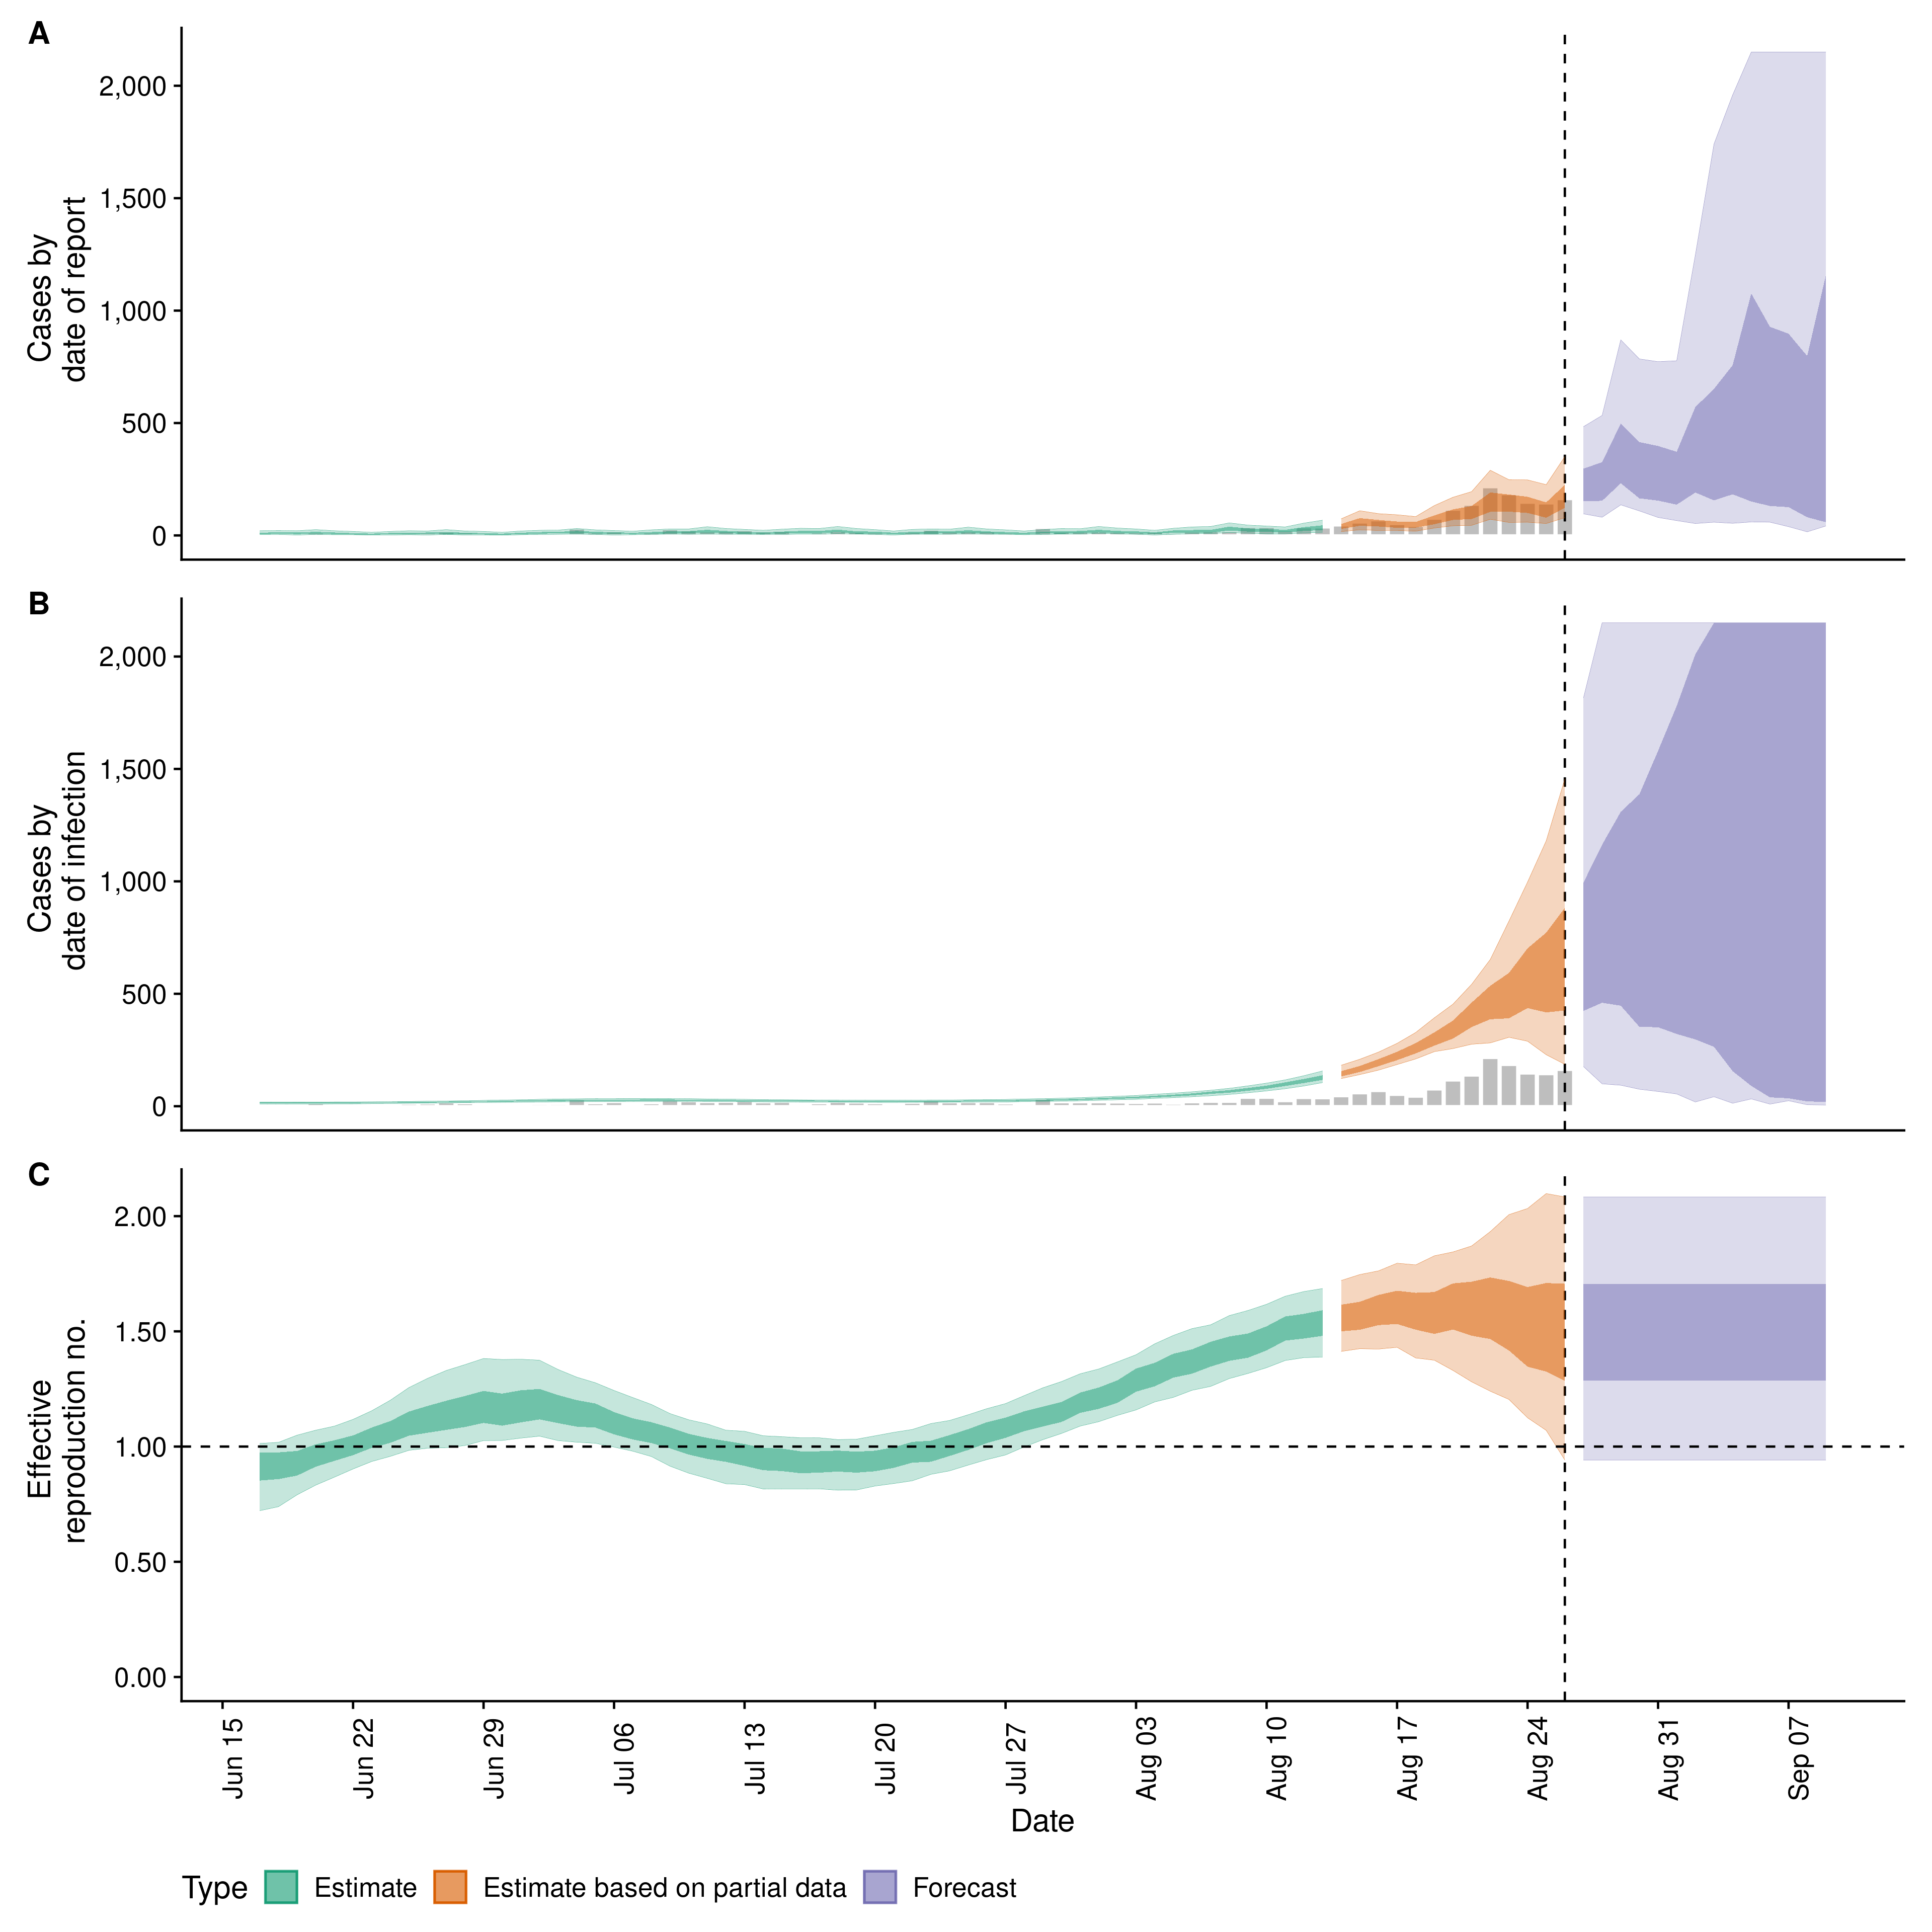 A
2,000
1,500
1,000
500
0
Cases by
date of report
B
2,000
1,500
1,000
500
0
Cases by
date of infection
C
2.00
1.50
1.00
0.50
0.00
Effective
reproduction no.
Jun 15
Jun 22
Jun 29
Jul 06
Jul 13
Jul 20
Jul 27
Aug 03
Aug 10
Aug 17
Aug 24
Aug 31
Sep 07
Date
Type Estimate Estimate based on partial data Forecast